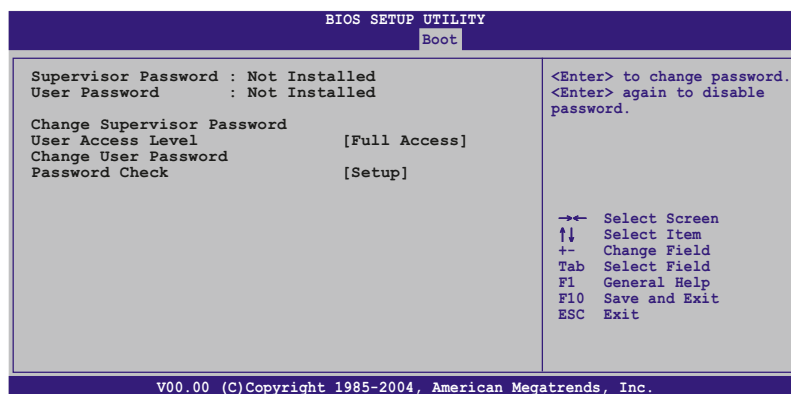 BIOS SETUP UTILITY
Boot
Supervisor Password : Not Installed
User Password : Not Installed
Change Supervisor Password
User Access Level [Full Access]
Change User Password
Password Check [Setup]
<Enter> to change password.
<Enter> again to disable
password.
→← Select Screen
↑↓ Select Item
+- Change Field
Tab Select Field
F1 General Help
F10 Save and Exit
ESC Exit
V00.00 (C)Copyright 1985-2004, American Megatrends, Inc.